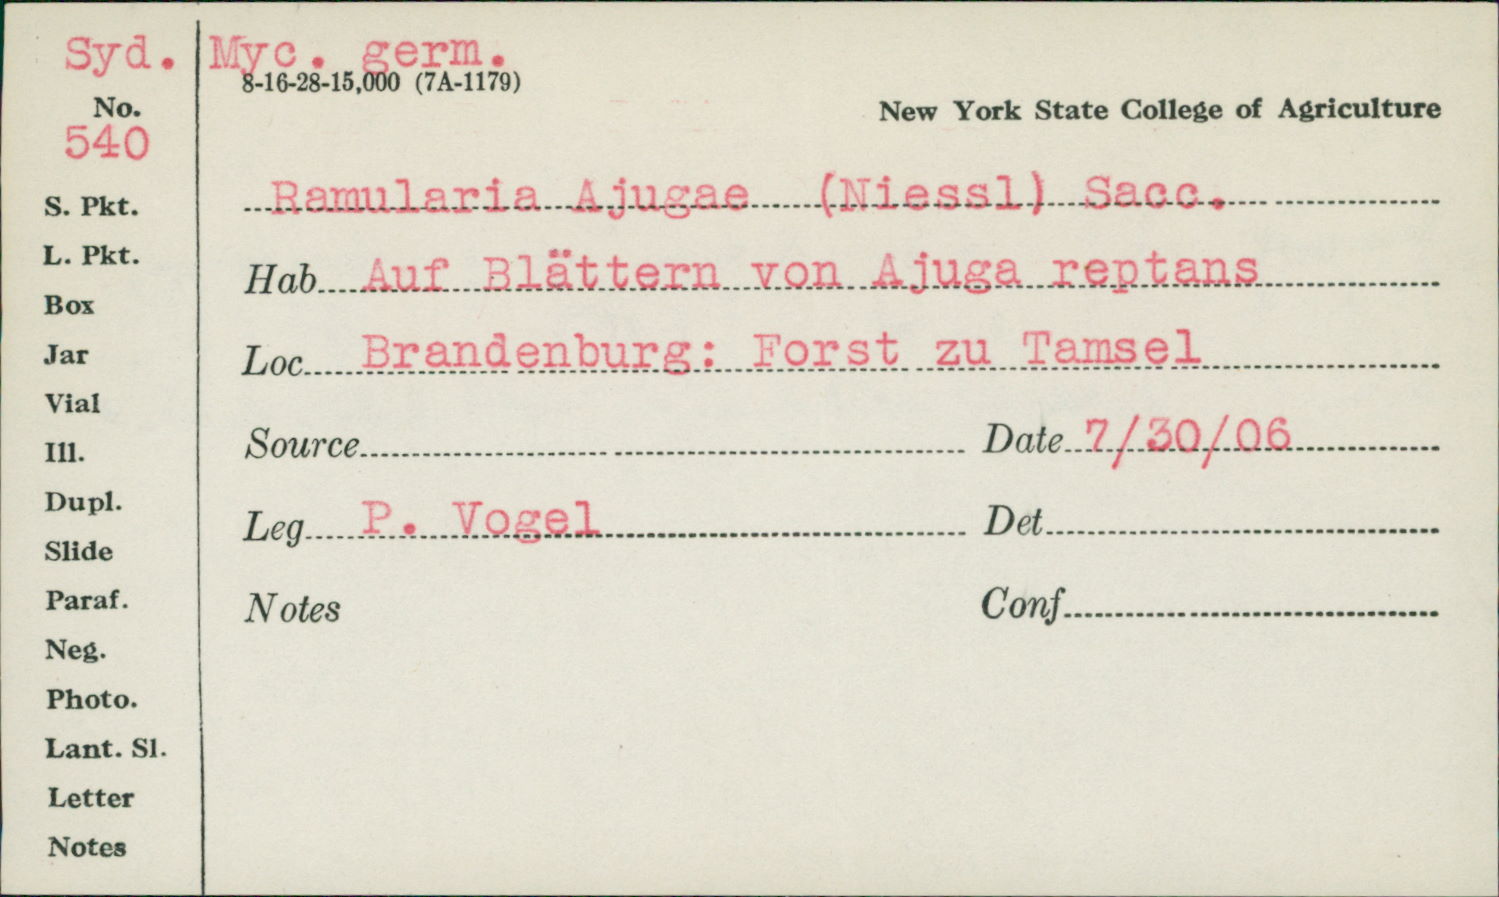 Syd. Myc. germ.
8-16-28-15,000 (7A-1179)
No.
540
New York State College of Agriculture
Ramularia Ajugae (Niessl) Sacc.
S. Pkt.
L. Pkt.
Hab Auf Blättern von Ajuga reptans
Box
Jar
Loc Brandenburg: Forst zu Tamsel
Vial
Ill.
Source Date 7/30/06
Dupl.
Leg P. Vogel Det
Slide
Paraf.
Notes Conf
Neg.
Photo.
Lant. Sl.
Letter
Notes